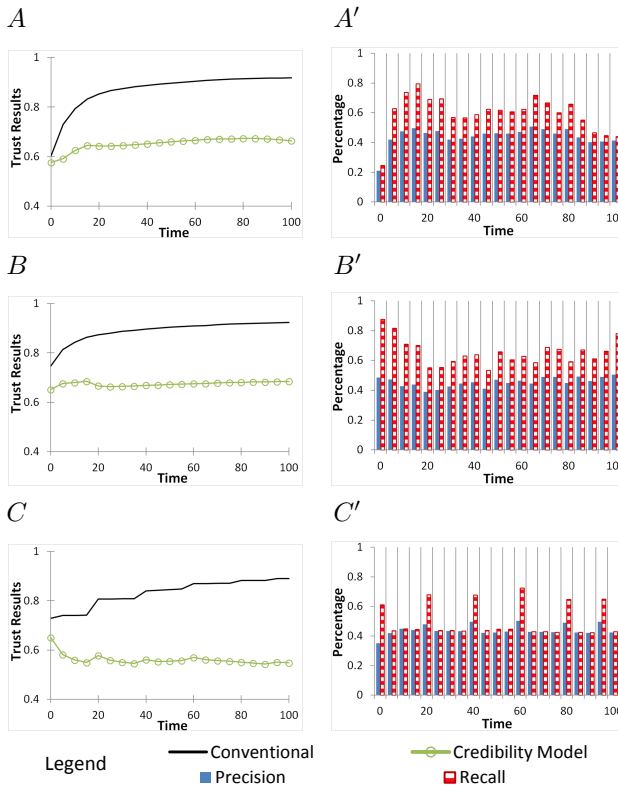 A
A′
1
0.8
0.6
0.4
Trust Results
0 20 40 60 80 100
Time
1
0.8
0.6
0.4
0.2
0
Percentage
0 20 40 60 80 100
Time
B
B′
1
0.8
0.6
0.4
Trust Results
0 20 40 60 80 100
Time
1
0.8
0.6
0.4
0.2
0
Percentage
0 20 40 60 80 100
Time
C
C′
1
0.8
0.6
0.4
Trust Results
0 20 40 60 80 100
Time
1
0.8
0.6
0.4
0.2
0
Percentage
0 20 40 60 80 100
Time
Legend
Conventional
Credibility Model
Precision
Recall